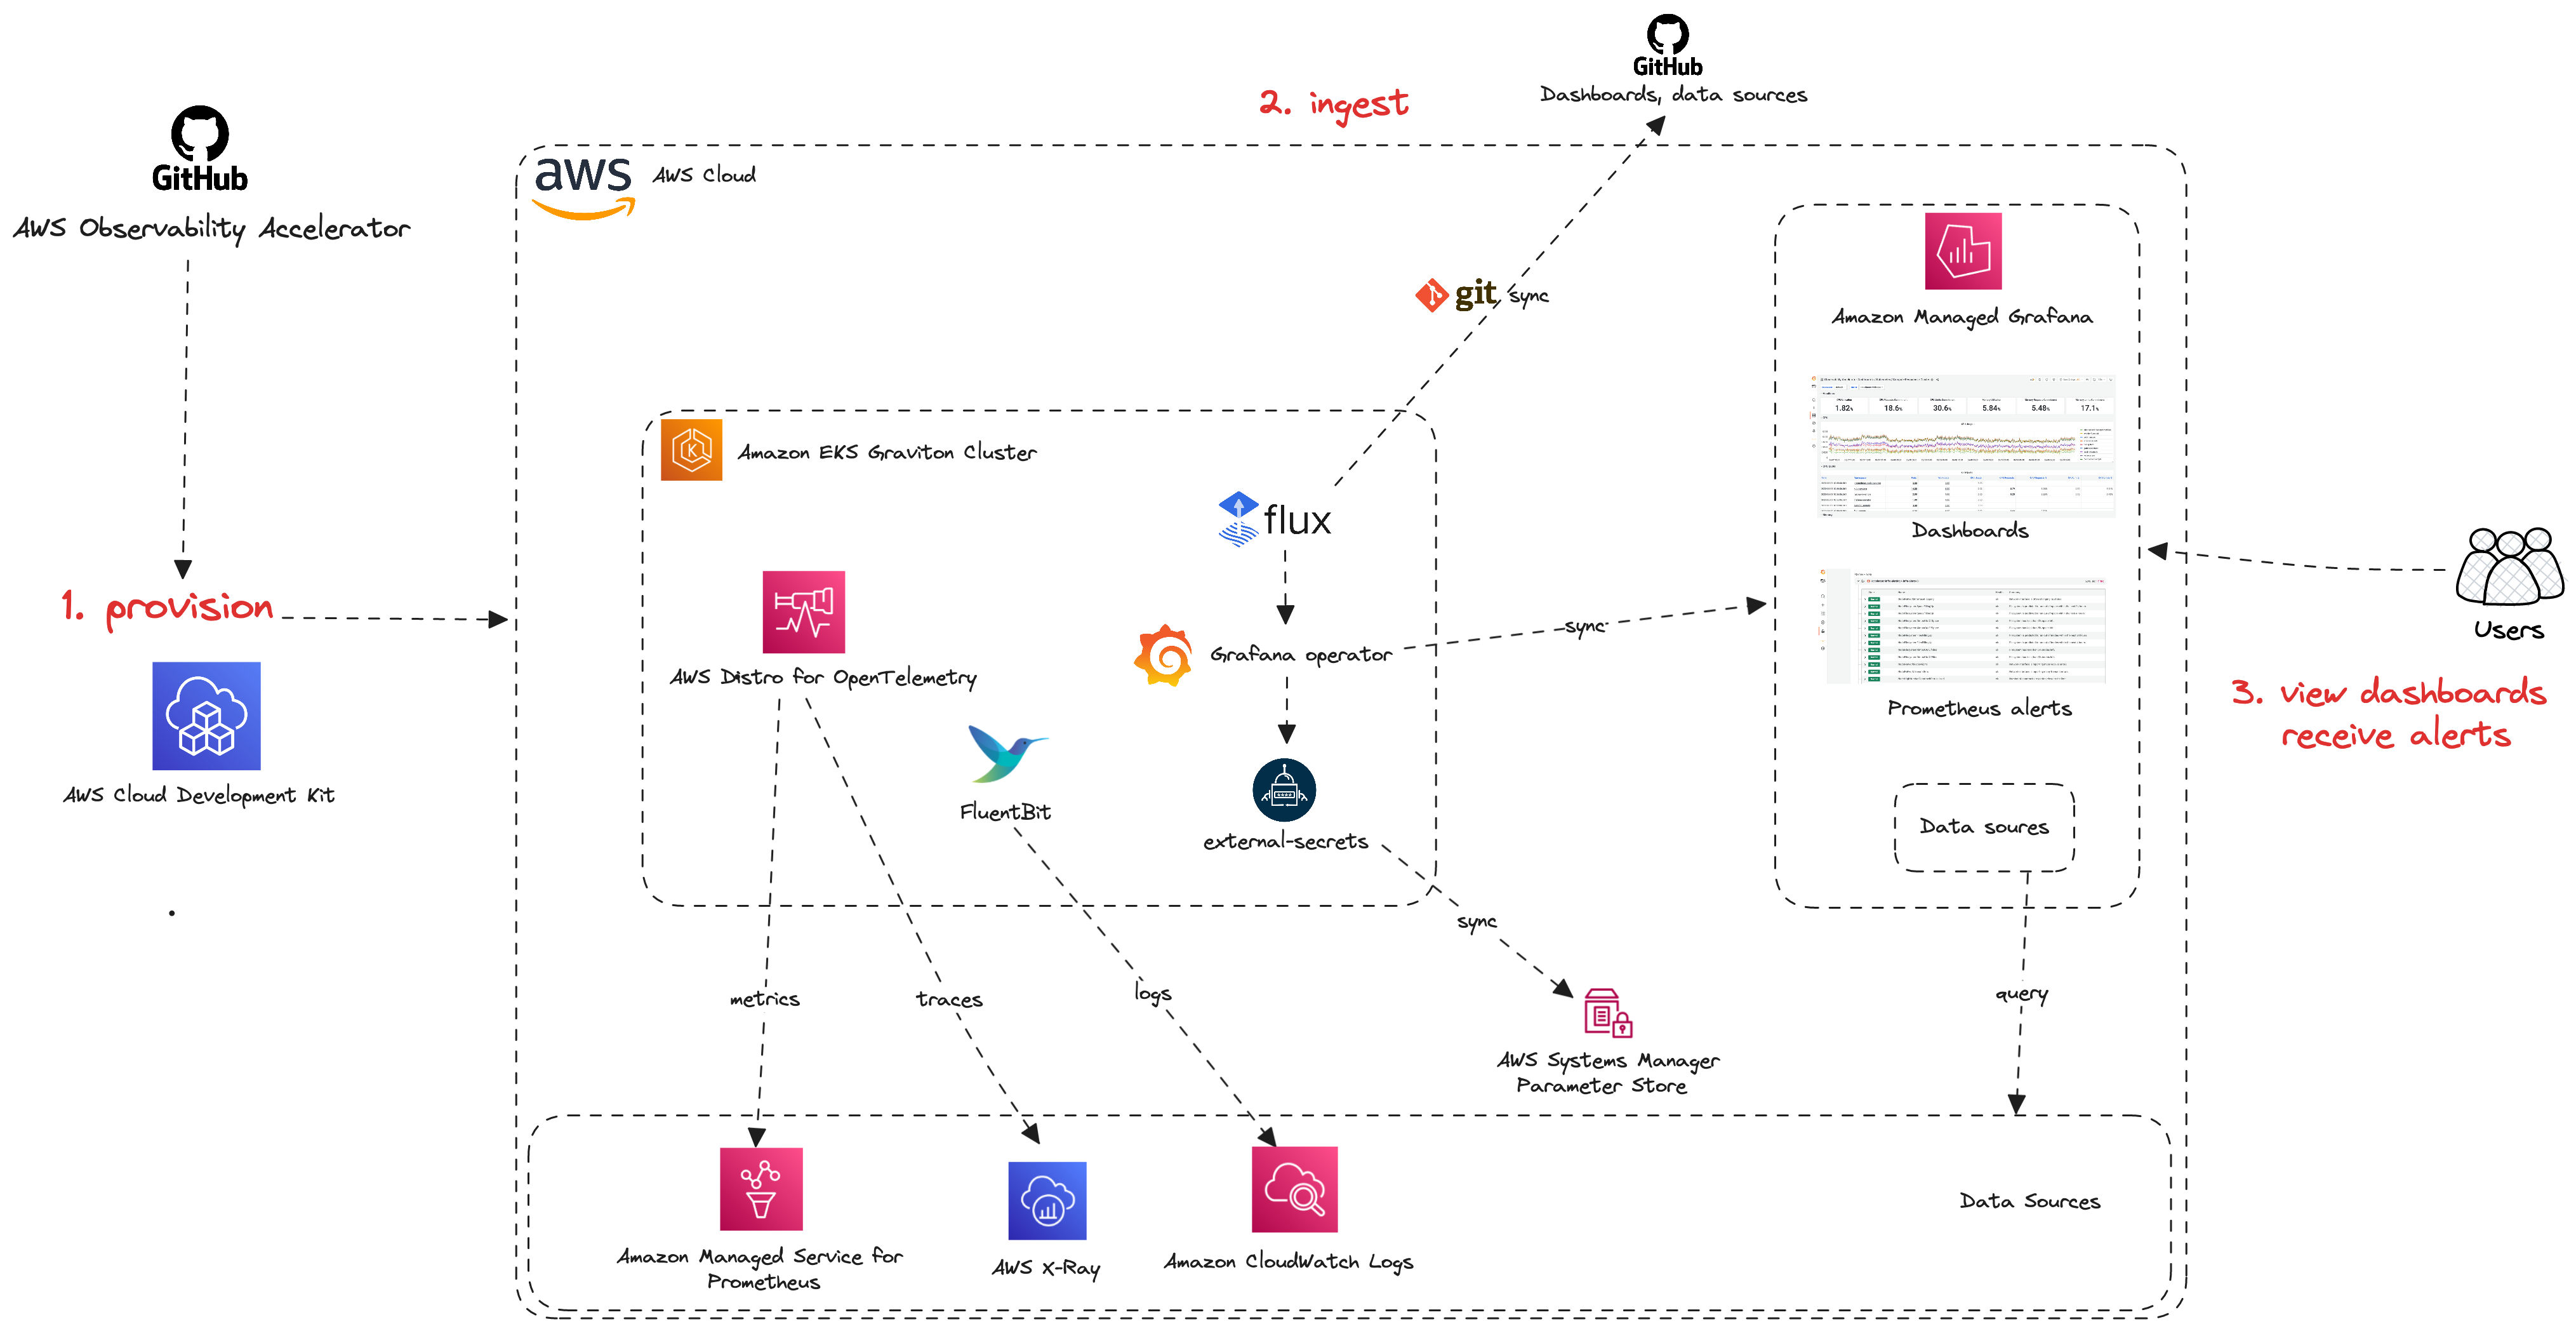 GitHub
Dashboards, data sources
2. ingest
GitHub
AWS Observability Accelerator
aws
AWS Cloud
git sync
Amazon Managed Grafana
1.82%
18.6%
30.6%
5.84%
5.48%
17.1%
Dashboards
Amazon EKS Graviton Cluster
flux
1. provision
AWS Distro for OpenTelemetry
Grafana operator
sync
Users
Prometheus alerts
3. view dashboards
receive alerts
AWS Cloud Development Kit
FluentBit
external-secrets
Data soures
sync
metrics
traces
logs
query
AWS Systems Manager
Parameter Store
Data Sources
Amazon Managed Service for
Prometheus
AWS X-Ray
Amazon CloudWatch Logs